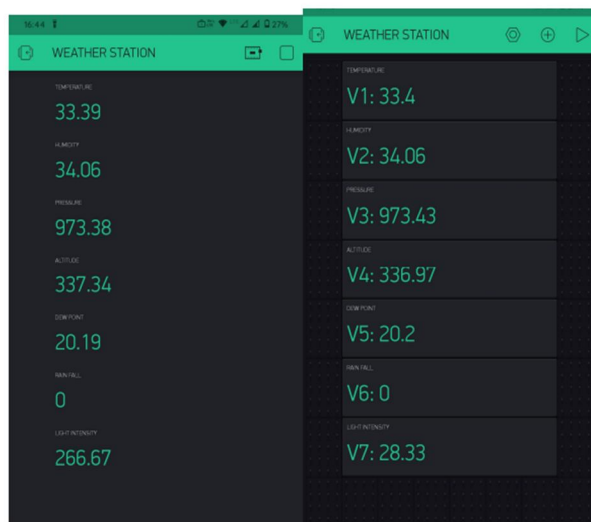 16:44
27%
WEATHER STATION
TEMPERATURE
33.39
HUMIDITY
34.06
PRESSURE
973.38
ALTITUDE
337.34
DEW POINT
20.19
RAIN FALL
0
LIGHT INTENSITY
266.67
WEATHER STATION
TEMPERATURE
V1: 33.4
HUMIDITY
V2: 34.06
PRESSURE
V3: 973.43
ALTITUDE
V4: 336.97
DEW POINT
V5: 20.2
RAIN FALL
V6: 0
LIGHT INTENSITY
V7: 28.33